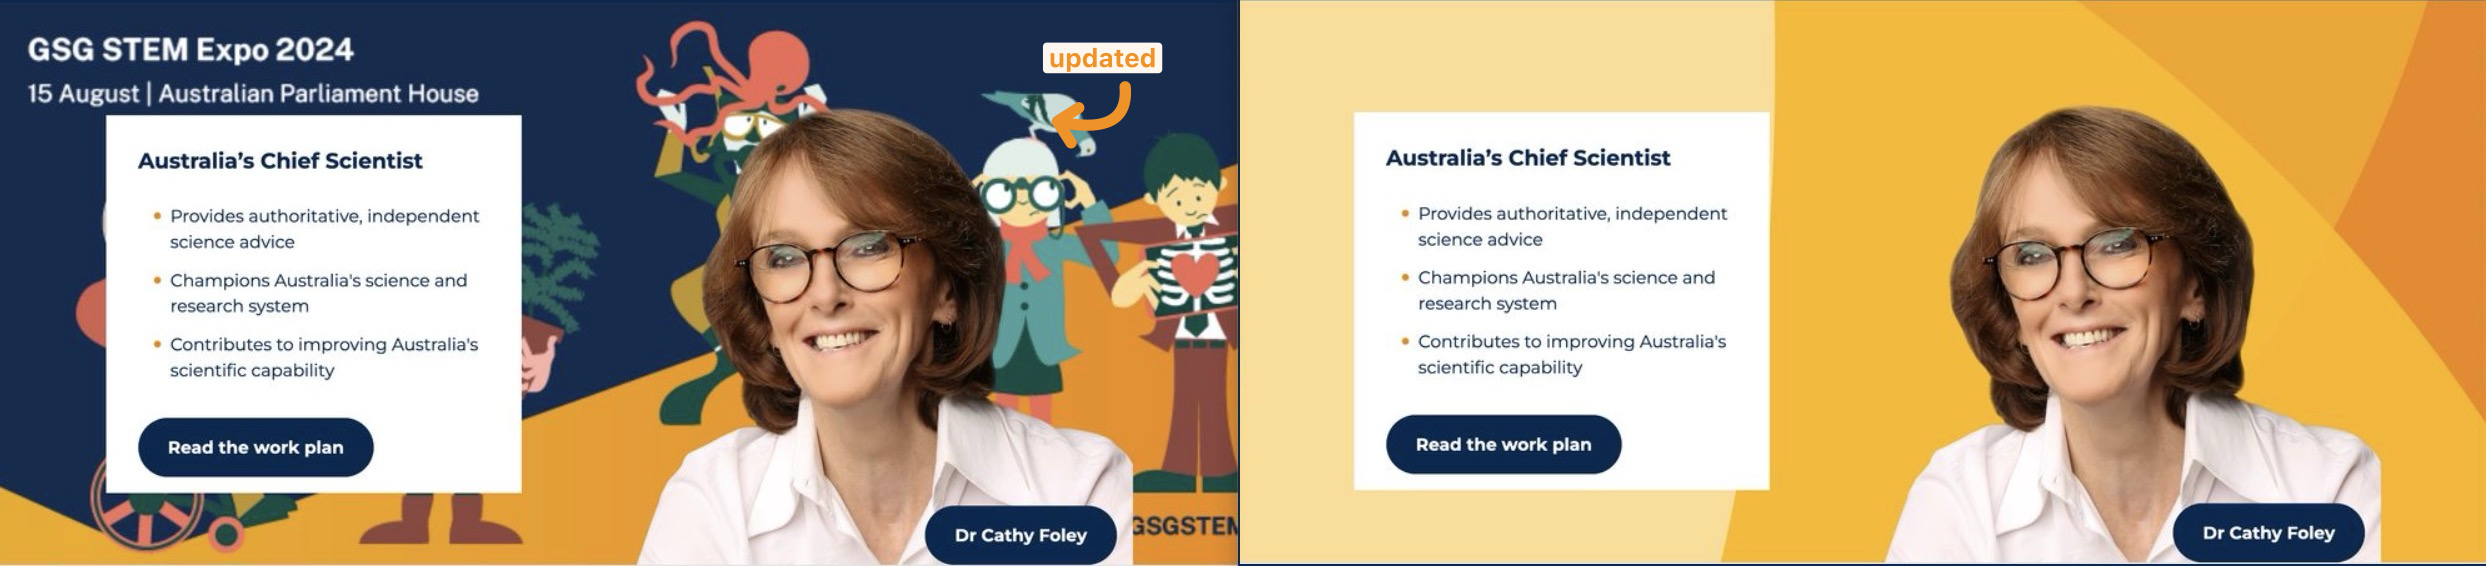 GSG STEM Expo 2024
15 August | Australian Parliament House
updated
Australia’s Chief Scientist
Provides authoritative, independent
science advice
Champions Australia's science and
research system
Contributes to improving Australia's
scientific capability
Read the work plan
Dr Cathy Foley
GSGSTEM
Australia’s Chief Scientist
Provides authoritative, independent
science advice
Champions Australia's science and
research system
Contributes to improving Australia's
scientific capability
Read the work plan
Dr Cathy Foley